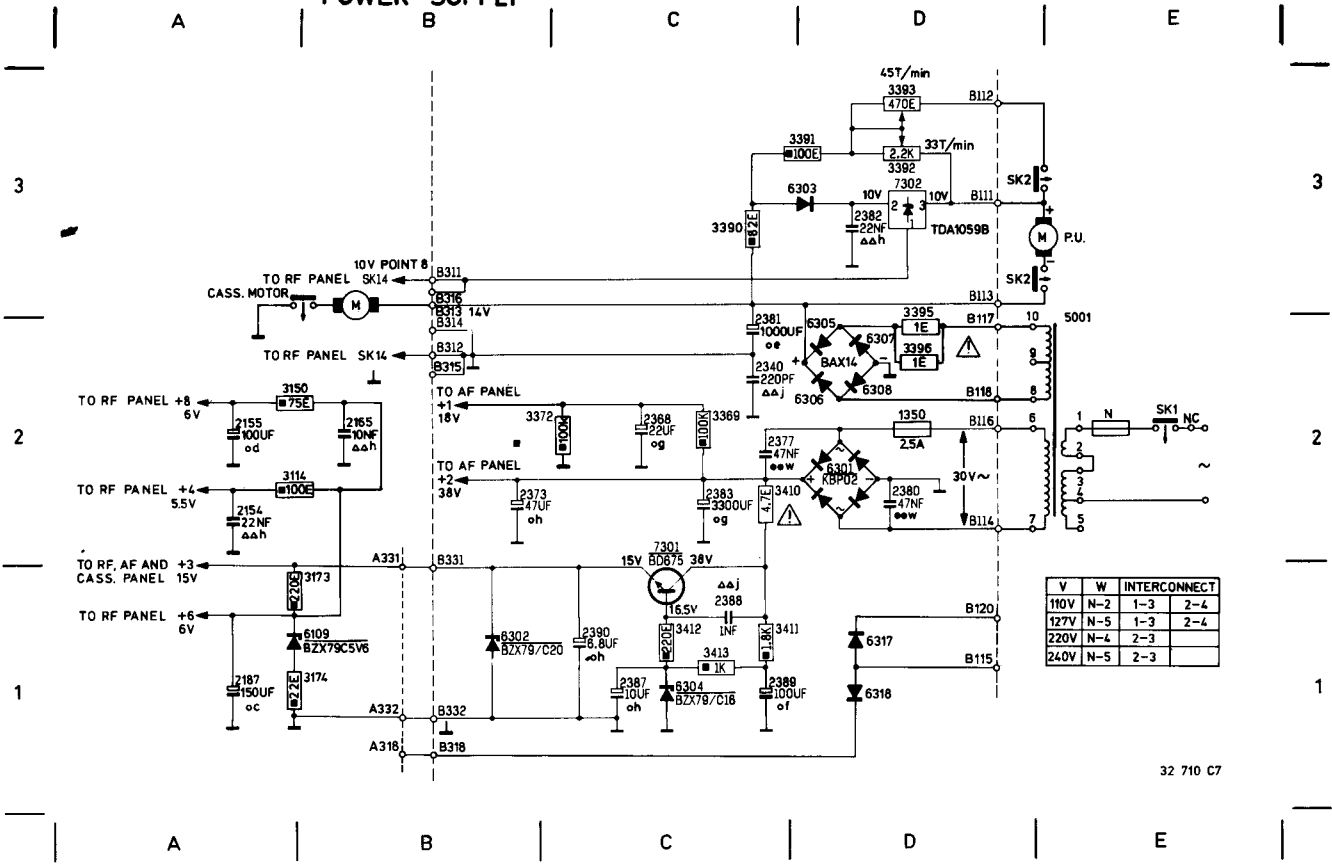 POWER SUPPLY
A B C D E
45T/min
3393
470E
B112
3391
100E
33T/min
2.2K
3392
SK2
3 3
6303
7302
10V 2 3 10V
1
B111
2382
22NF
△△h
TDA1059B
3390
82E
+
M P.U.
-
SK2
10V POINT 8
TO RF PANEL SK14
B311
CASS. MOTOR
M
B316
B313 14V
B314
B113
2381
1000UF
oe
6305
6307
BAX14
+ -
6306
6308
3395
1E
3396
1E
B117
10
5001
9
TO RF PANEL SK14
B312
B315
2340
220PF
△△j
B118
8
3150
75E
TO RF PANEL +8
6V
2155
100UF
od
2165
10NF
△△h
TO AF PANEL
+1
18V
3372
100K
2368
22UF
og
3369
100K
1350
2.5A
B116
6
1 N SK1 NC
2 2
2377
47NF
●●w
~
6301
KBP02
+ -
~
2380
47NF
●●w
30V~
2
3
4
5
~
3114
100E
TO RF PANEL +4
5.5V
2154
22NF
△△h
TO AF PANEL
+2
38V
2373
47UF
oh
2383
3300UF
og
4.7E
3410
B114
7
TO RF, AF AND +3
CASS. PANEL 15V
A331
B331
7301
BD675
15V 38V
16.5V
△△j
2388
1NF
3173
220E
TO RF PANEL +6
6V
6109
BZX79C5V6
6302
BZX79/C20
2390
6.8UF
oh
220E
3412
3413
1K
1.8K
3411
B120
6317
B115
6318
V W INTERCONNECT
110V N-2 1-3 2-4
127V N-5 1-3 2-4
220V N-4 2-3
240V N-5 2-3
1 1
2187
150UF
oc
3174
22E
2387
10UF
oh
6304
BZX79/C16
2389
100UF
of
A332
B332
A318
B318
32 710 C7
A B C D E